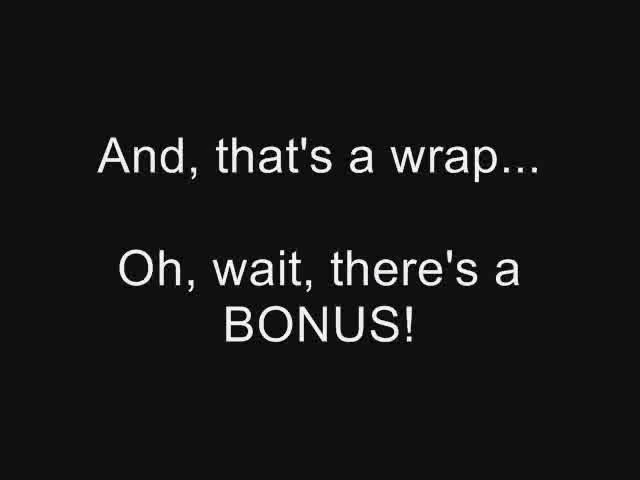 And, that's a wrap...
Oh, wait, there's a
BONUS!